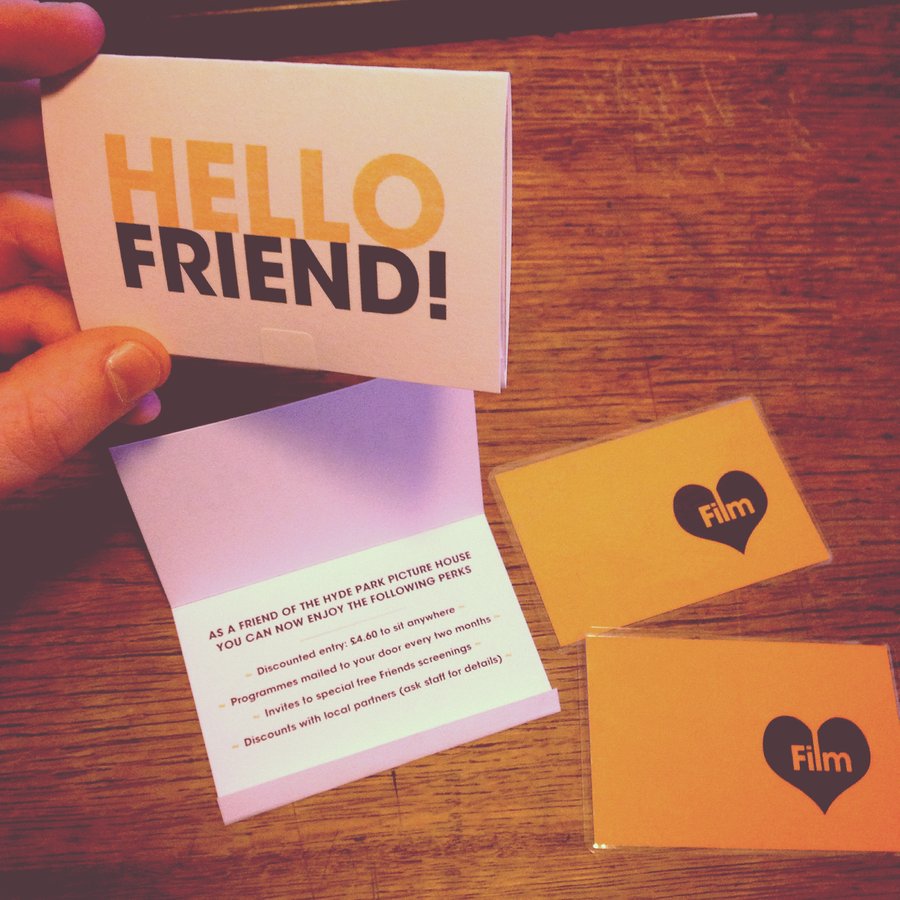 HELLO
FRIEND!
AS A FRIEND OF THE HYDE PARK PICTURE HOUSE
YOU CAN NOW ENJOY THE FOLLOWING PERKS
~ Discounted entry: £4.60 to sit anywhere ~
~ Programmes mailed to your door every two months ~
~ Invites to special free Friends screenings ~
~ Discounts with local partners (ask staff for details) ~
Film
Film